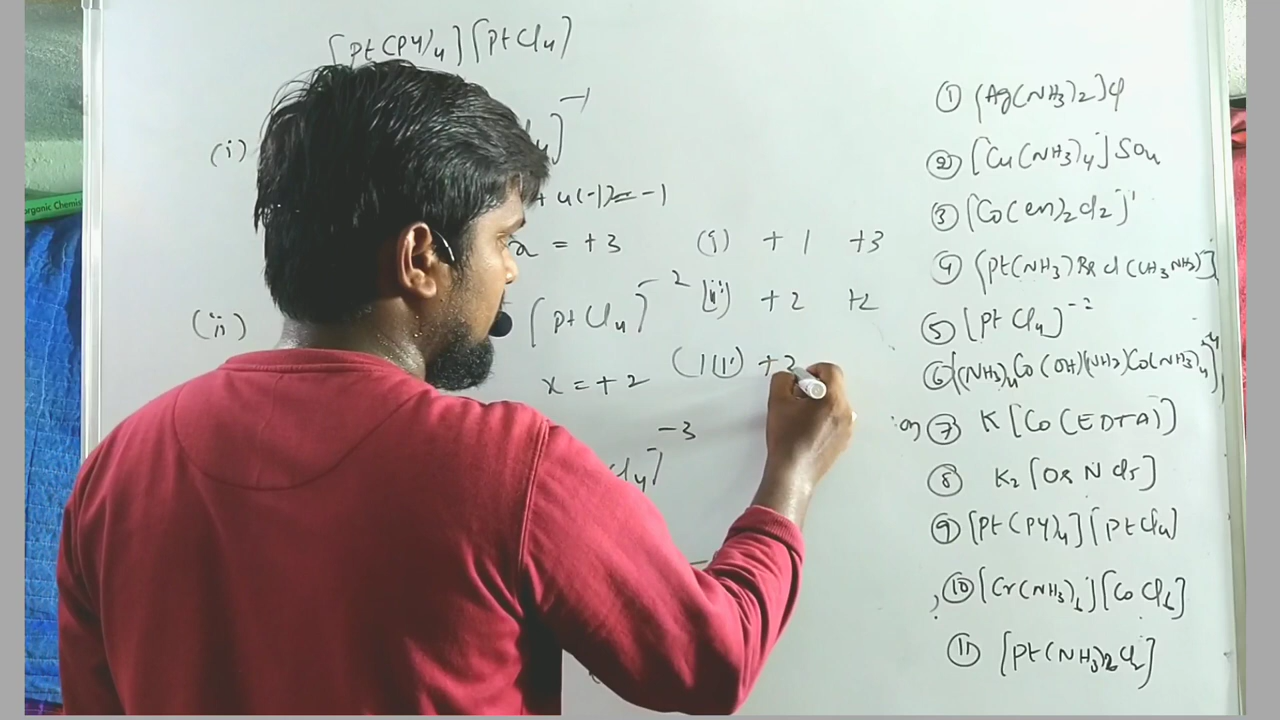 [Pt(PY)4][PtCl4]
(i)
]^-1
+4(-1)=-1
x = +3
(i) +1 +3
(ii)
[PtCl4]^-2
(ii) +2 +2
x = +2
(iii) +3
Cl4]^-3
① [Ag(NH3)2]Cl
② [Cu(NH3)4]SO4
③ [Co(en)2Cl2]^+
④ [Pt(NH3)BrCl(CH3NH2)]
⑤ [PtCl4]^-2
⑥ [(NH3)4Co(OH)(NH2)Co(NH3)4]^+4
⑦ K[Co(EDTA)]
⑧ K2[OsNCl5]
⑨ [Pt(PY)4][PtCl4]
⑩ [Cr(NH3)6][CoCl6]
⑪ [Pt(NH3)2Cl2]
organic Chemis